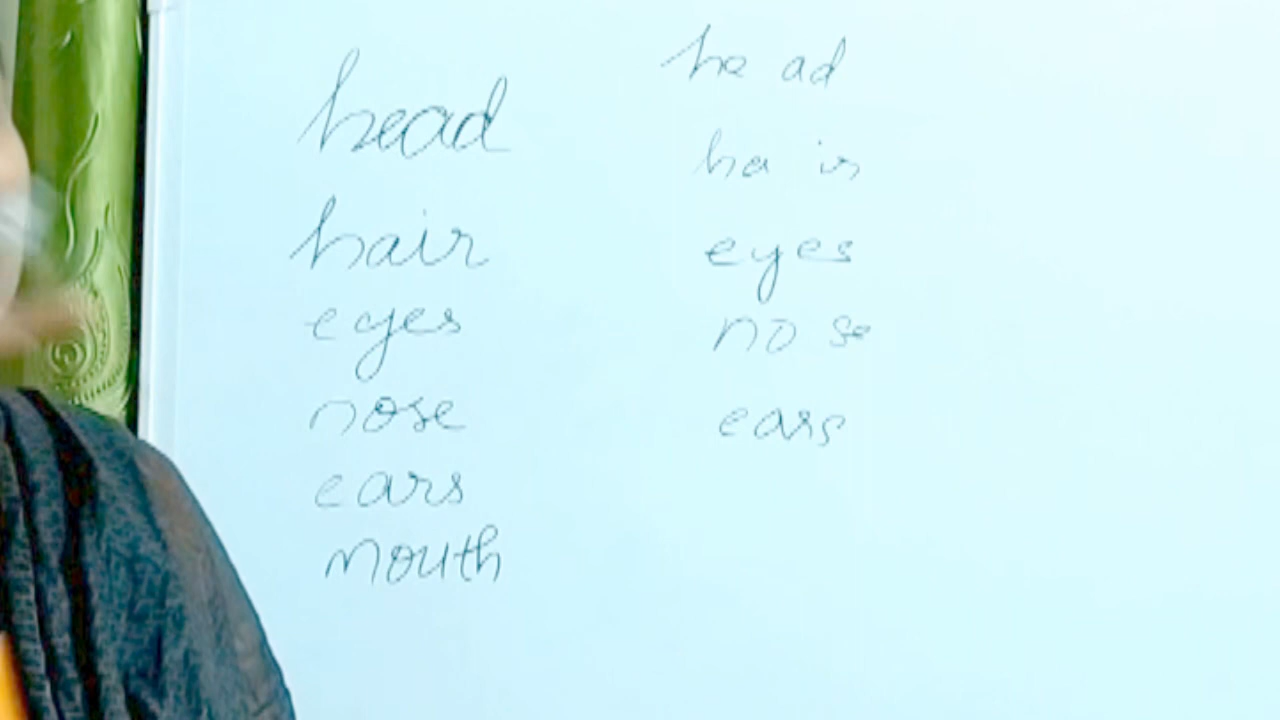 head
hair
eyes
nose
ears
mouth
he ad
ha ir
eyes
no se
ears